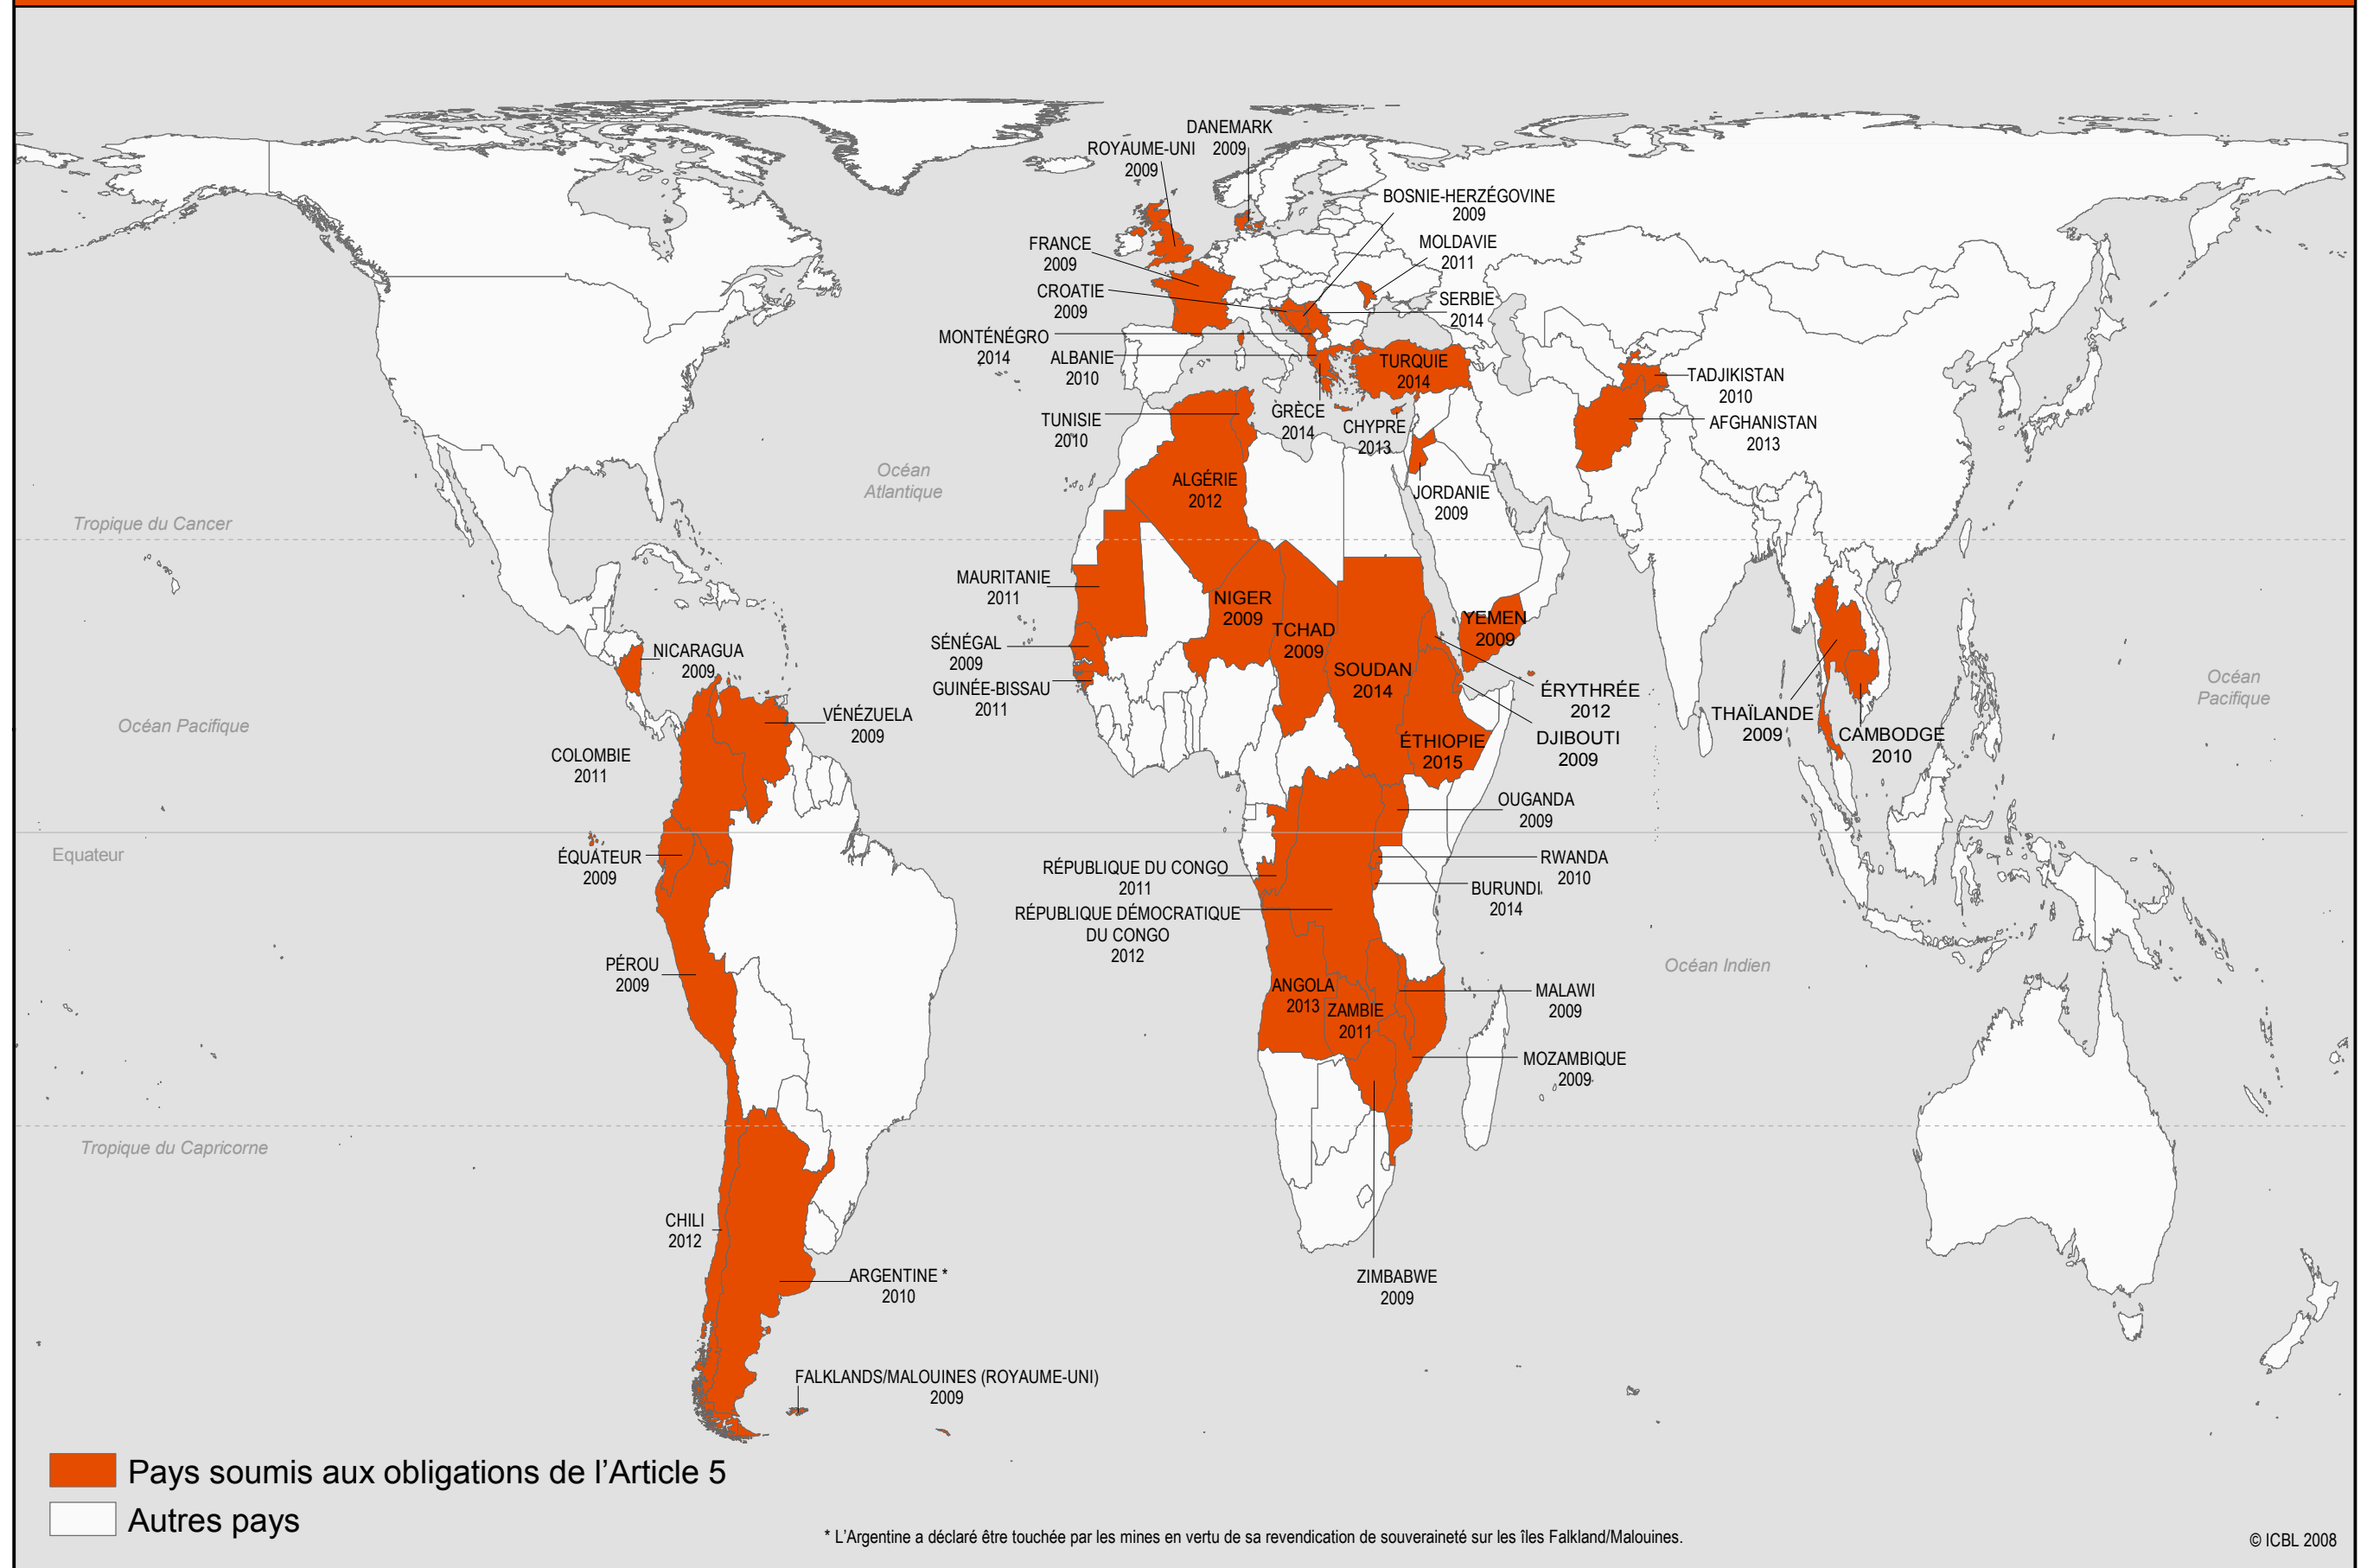 DANEMARK
2009
ROYAUME-UNI
2009
BOSNIE-HERZÉGOVINE
2009
FRANCE
2009
MOLDAVIE
2011
CROATIE
2009
SERBIE
2014
MONTÉNÉGRO
2014
ALBANIE
2010
TURQUIE
2014
TADJIKISTAN
2010
TUNISIE
2010
GRÈCE
2014
CHYPRE
2013
AFGHANISTAN
2013
Océan
Atlantique
ALGÉRIE
2012
JORDANIE
2009
Tropique du Cancer
MAURITANIE
2011
NIGER
2009
TCHAD
2009
YEMEN
2009
SÉNÉGAL
2009
NICARAGUA
2009
SOUDAN
2014
GUINÉE-BISSAU
2011
ÉRYTHRÉE
2012
Océan
Pacifique
Océan Pacifique
VÉNÉZUELA
2009
THAÏLANDE
2009
CAMBODGE
2010
ÉTHIOPIE
2015
DJIBOUTI
2009
COLOMBIE
2011
OUGANDA
2009
Equateur
ÉQUATEUR
2009
RÉPUBLIQUE DU CONGO
2011
RWANDA
2010
BURUNDI
2014
RÉPUBLIQUE DÉMOCRATIQUE
DU CONGO
2012
PÉROU
2009
Océan Indien
ANGOLA
2013
ZAMBIE
2011
MALAWI
2009
MOZAMBIQUE
2009
Tropique du Capricorne
CHILI
2012
ARGENTINE *
2010
ZIMBABWE
2009
FALKLANDS/MALOUINES (ROYAUME-UNI)
2009
Pays soumis aux obligations de l’Article 5
Autres pays
* L’Argentine a déclaré être touchée par les mines en vertu de sa revendication de souveraineté sur les îles Falkland/Malouines.
© ICBL 2008